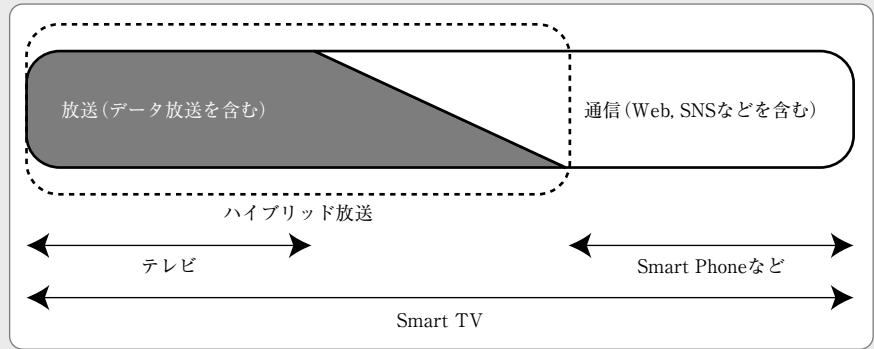 放送(データ放送を含む)
通信(Web, SNSなどを含む)
ハイブリッド放送
テレビ
Smart Phoneなど
Smart TV